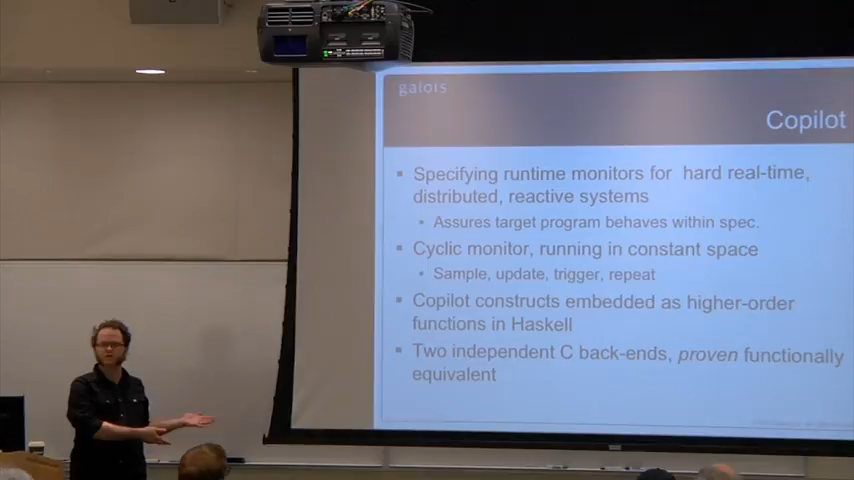 galois
Copilot
▪ Specifying runtime monitors for hard real-time,
distributed, reactive systems
▪ Assures target program behaves within spec.
▪ Cyclic monitor, running in constant space
▪ Sample, update, trigger, repeat
▪ Copilot constructs embedded as higher-order
functions in Haskell
▪ Two independent C back-ends, proven functionally
equivalent